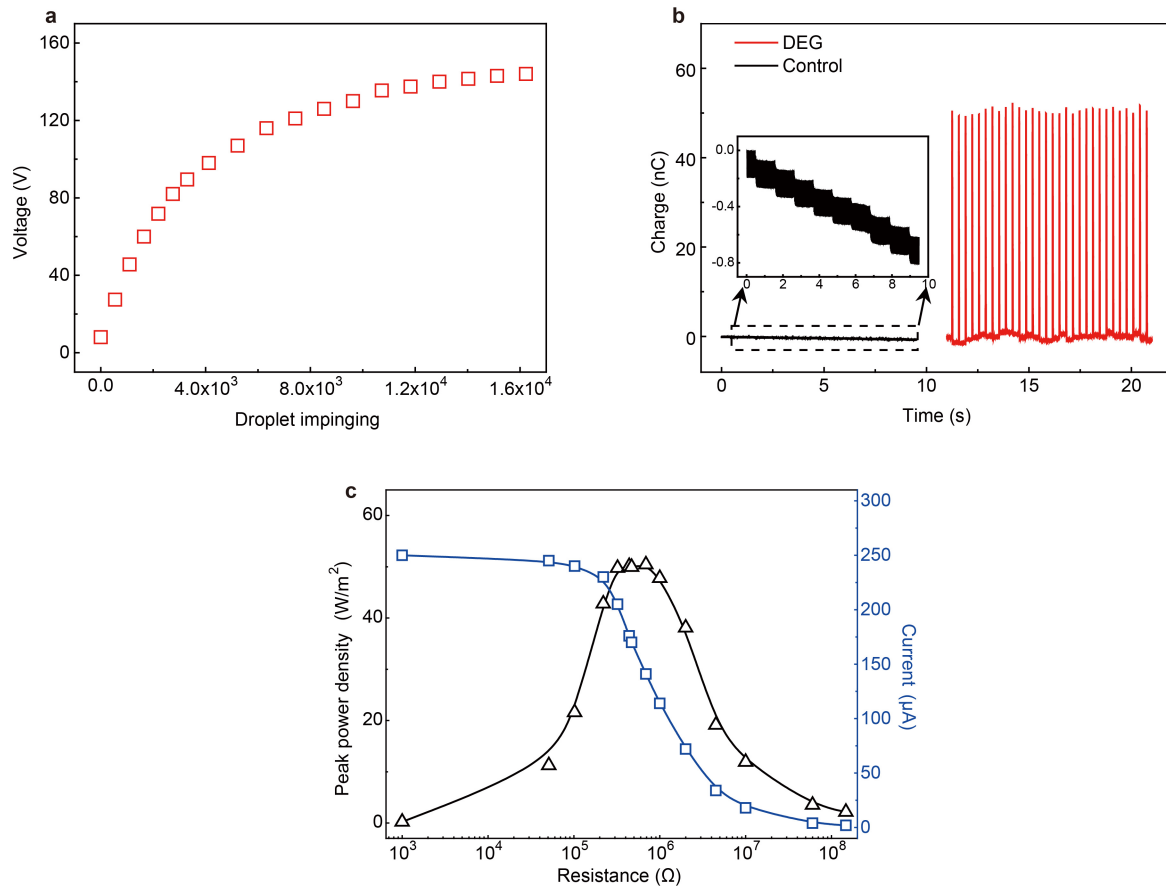 a
160
120
80
40
0
Voltage (V)
0.0
4.0x10³
8.0x10³
1.2x10⁴
1.6x10⁴
Droplet impinging
b
DEG
Control
60
40
20
0
Charge (nC)
0.0
-0.4
-0.8
0
2
4
6
8
10
0
5
10
15
20
Time (s)
c
60
40
20
0
Peak power density (W/m²)
300
250
200
150
100
50
0
Current (μA)
10³
10⁴
10⁵
10⁶
10⁷
10⁸
Resistance (Ω)